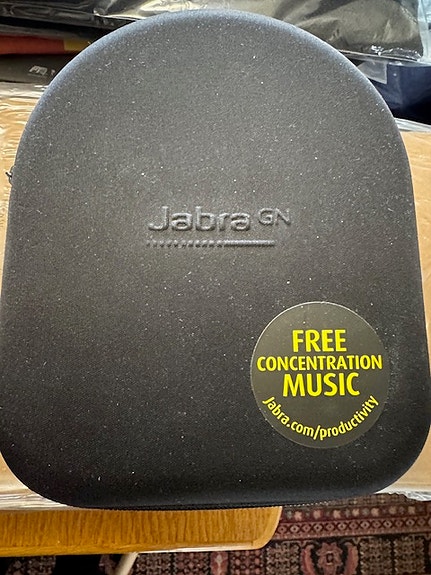 Jabra GN
FREE
CONCENTRATION
MUSIC
Jabra.com/productivity